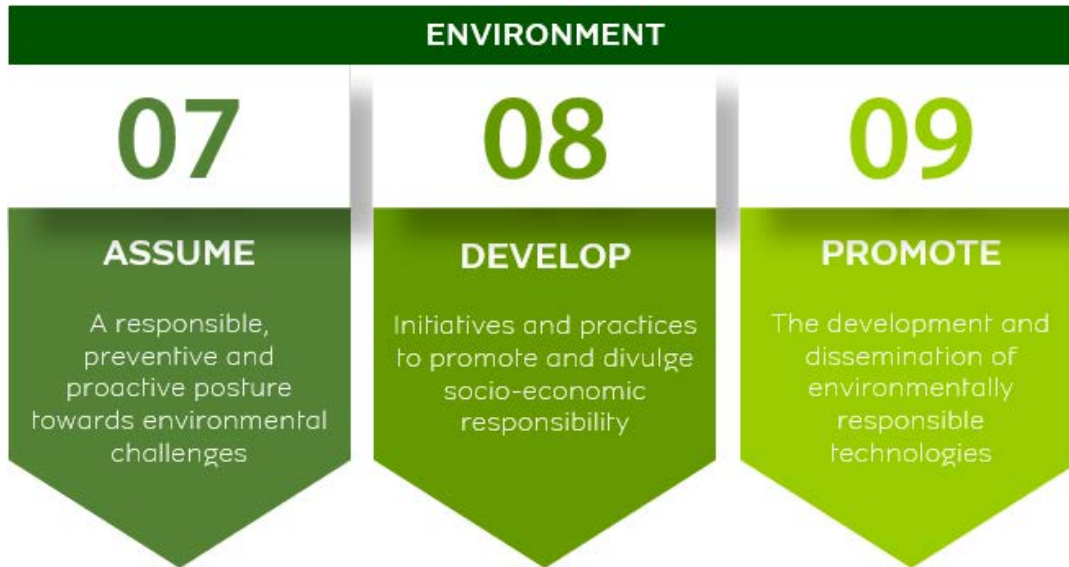 ENVIRONMENT
07
ASSUME
A responsible,
preventive and
proactive posture
towards environmental
challenges
08
DEVELOP
Initiatives and practices
to promote and divulge
socio-economic
responsibility
09
PROMOTE
The development and
dissemination of
environmentally
responsible
technologies